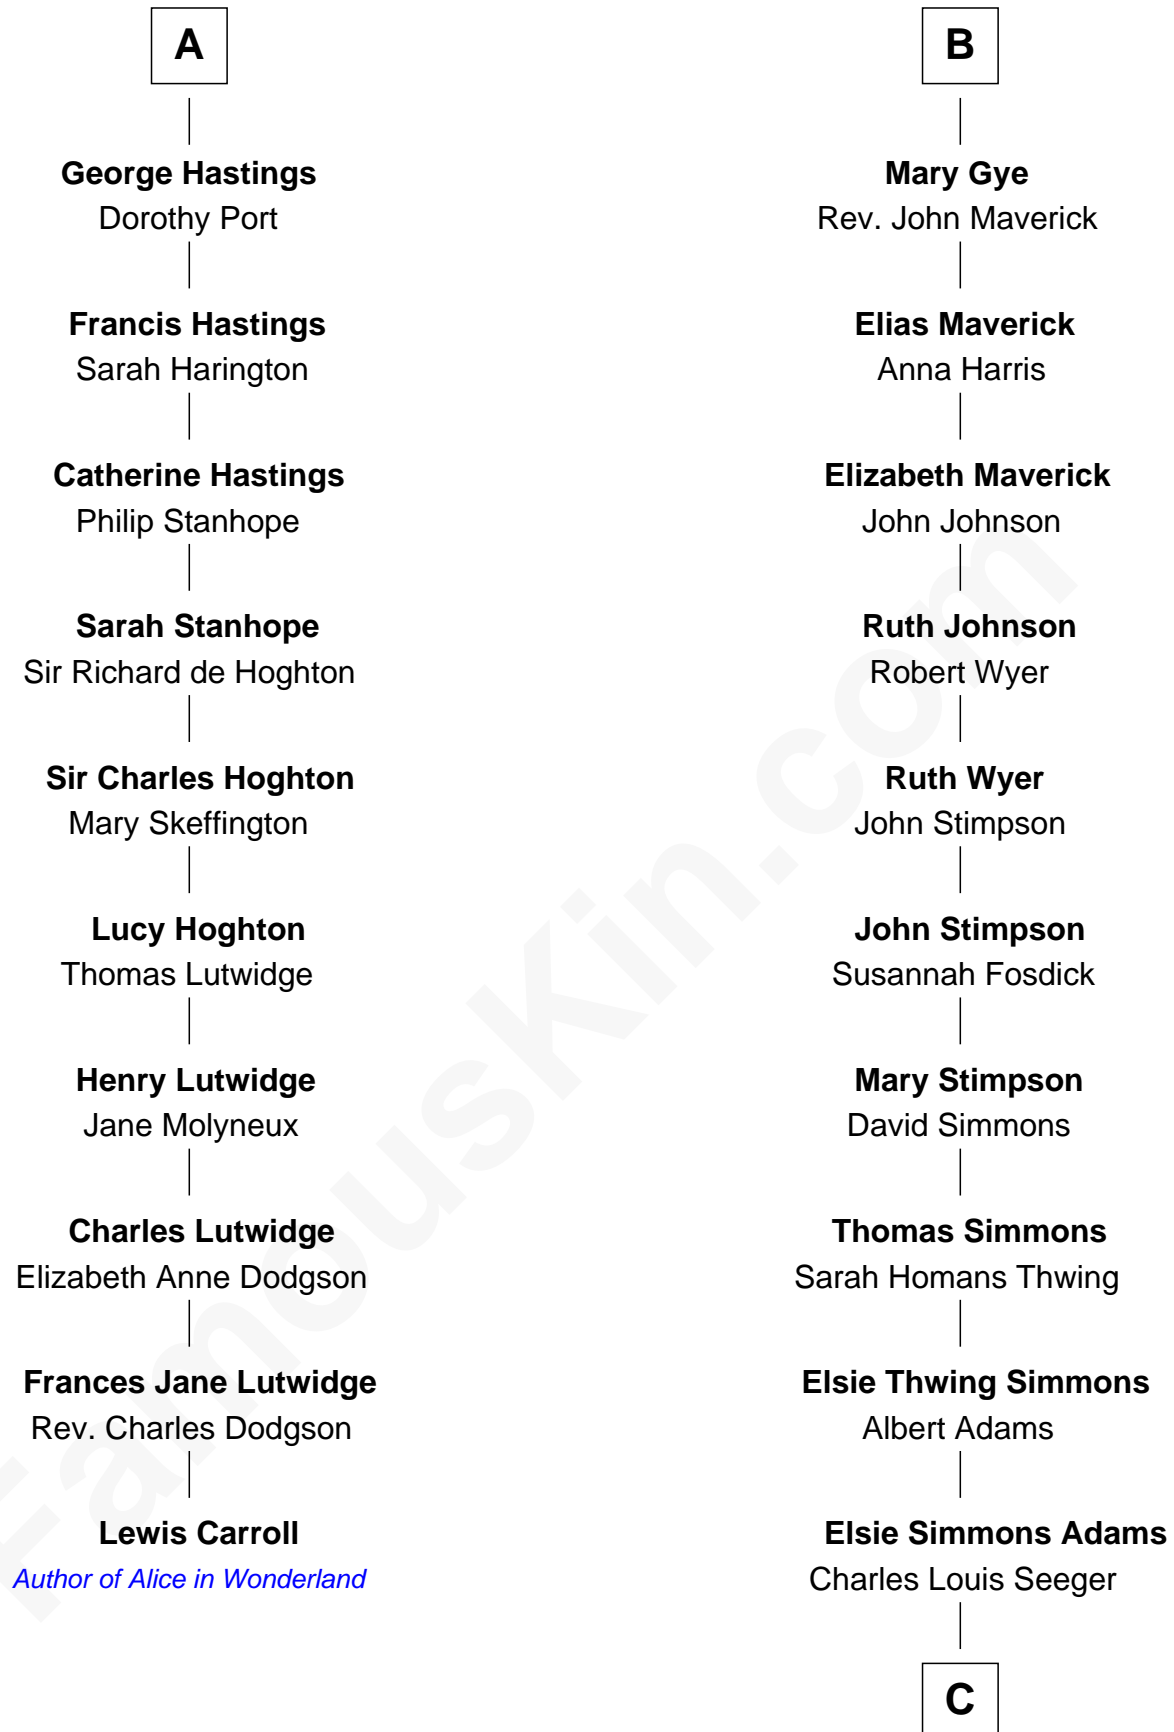 A
George Hastings
Dorothy Port
Francis Hastings
Sarah Harington
Catherine Hastings
Philip Stanhope
Sarah Stanhope
Sir Richard de Hoghton
Sir Charles Hoghton
Mary Skeffington
Lucy Hoghton
Thomas Lutwidge
Henry Lutwidge
Jane Molyneux
Charles Lutwidge
Elizabeth Anne Dodgson
Frances Jane Lutwidge
Rev. Charles Dodgson
Lewis Carroll
Author of Alice in Wonderland
B
Mary Gye
Rev. John Maverick
Elias Maverick
Anna Harris
Elizabeth Maverick
John Johnson
Ruth Johnson
Robert Wyer
Ruth Wyer
John Stimpson
John Stimpson
Susannah Fosdick
Mary Stimpson
David Simmons
Thomas Simmons
Sarah Homans Thwing
Elsie Thwing Simmons
Albert Adams
Elsie Simmons Adams
Charles Louis Seeger
C
FamousKin.com